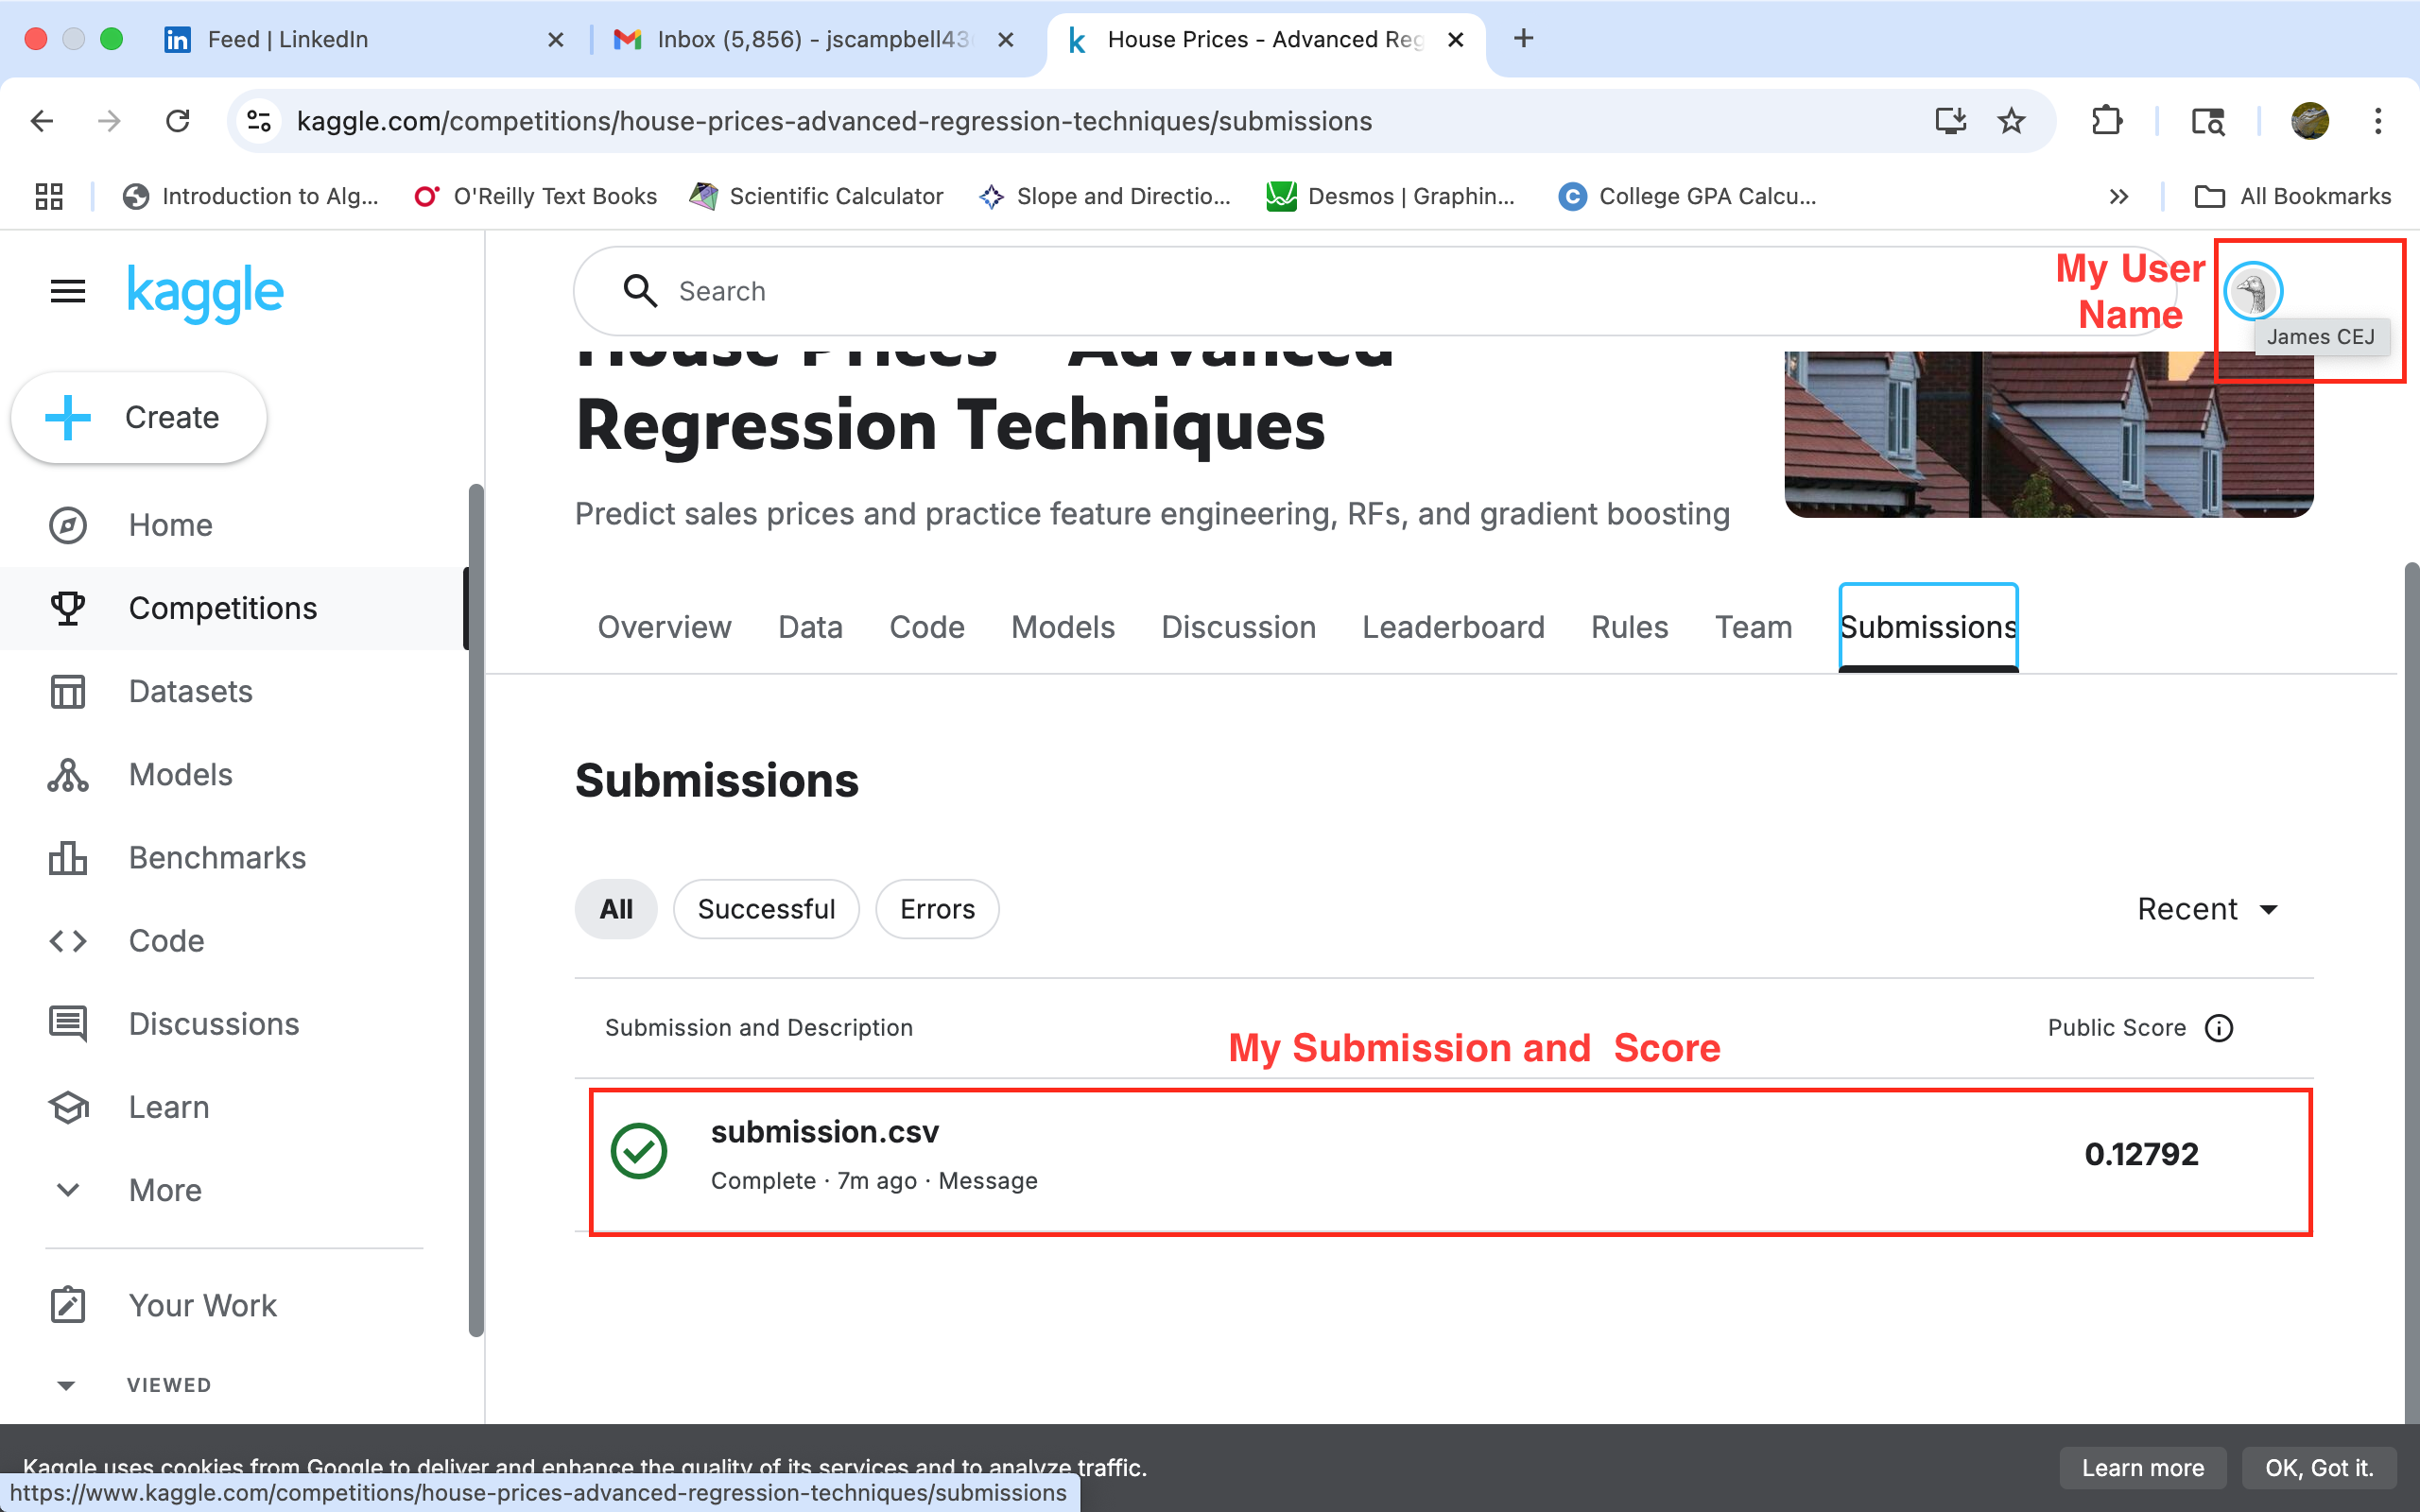 Feed | LinkedIn
Inbox (5,856) - jscampbell43
House Prices - Advanced Reg
kaggle.com/competitions/house-prices-advanced-regression-techniques/submissions
Introduction to Alg...
O'Reilly Text Books
Scientific Calculator
Slope and Directio...
Desmos | Graphin...
College GPA Calcu...
All Bookmarks
kaggle
Search
My User
Name
James CEJ
Create
House Prices - Advanced
Regression Techniques
Predict sales prices and practice feature engineering, RFs, and gradient boosting
Home
Competitions
Datasets
Models
Benchmarks
Code
Discussions
Learn
More
Your Work
VIEWED
Overview Data Code Models Discussion Leaderboard Rules Team Submissions
Submissions
All Successful Errors
Recent
Submission and Description
Public Score
My Submission and Score
submission.csv
Complete · 7m ago · Message
0.12792
Kaggle uses cookies from Google to deliver and enhance the quality of its services and to analyze traffic.
Learn more
OK, Got it.
https://www.kaggle.com/competitions/house-prices-advanced-regression-techniques/submissions